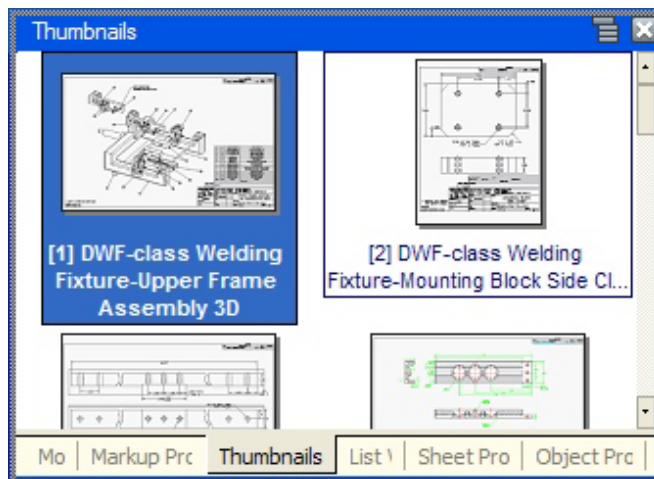 Thumbnails
[1] DWF-class Welding
Fixture-Upper Frame
Assembly 3D
[2] DWF-class Welding
Fixture-Mounting Block Side Cl...
Mo Markup Prc Thumbnails List Sheet Pro Object Pro